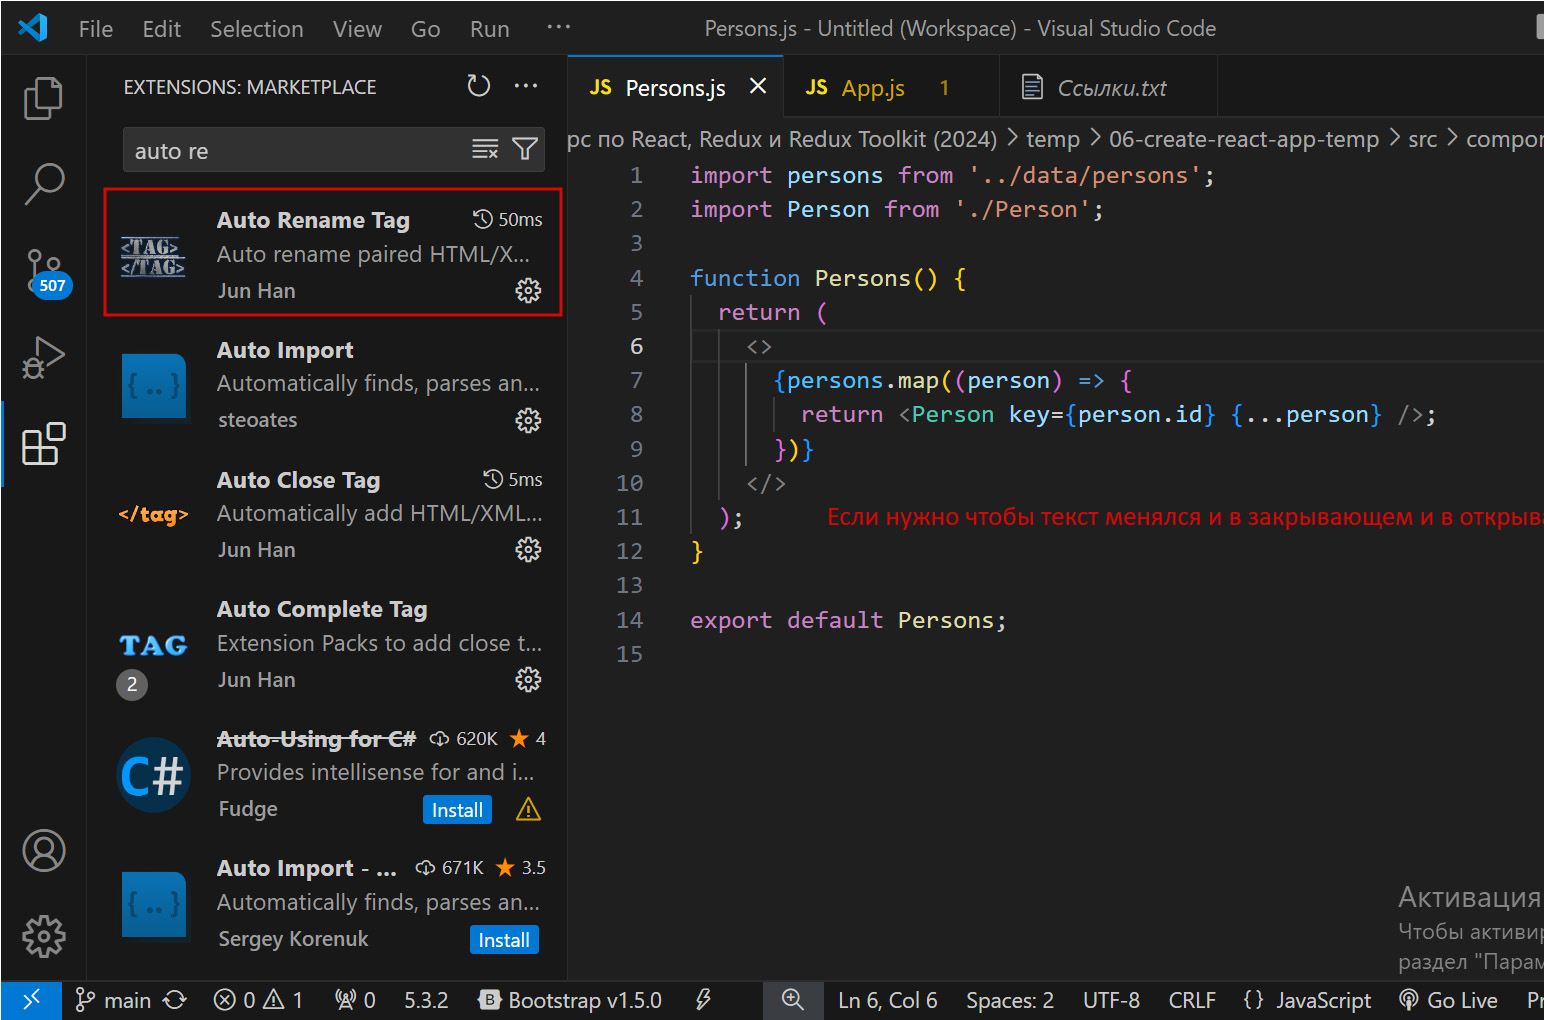 File Edit Selection View Go Run ··· Persons.js - Untitled (Workspace) - Visual Studio Code
EXTENSIONS: MARKETPLACE ···
auto re
<TAG>
</TAG>
Auto Rename Tag 50ms
Auto rename paired HTML/X...
Jun Han
{..}
Auto Import
Automatically finds, parses an...
steoates
</tag>
Auto Close Tag 5ms
Automatically add HTML/XML...
Jun Han
TAG
2
Auto Complete Tag
Extension Packs to add close t...
Jun Han
C#
Auto-Using for C# 620K ★ 4
Provides intellisense for and i...
Fudge Install
{..}
Auto Import - ... 671K ★ 3.5
Automatically finds, parses an...
Sergey Korenuk Install
507
JS Persons.js × JS App.js 1 Ссылки.txt
рс по React, Redux и Redux Toolkit (2024) > temp > 06-create-react-app-temp > src > compor
1 import persons from '../data/persons';
2 import Person from './Person';
3
4 function Persons() {
5 return (
6 <>
7 {persons.map((person) => {
8 return <Person key={person.id} {...person} />;
9 })}
10 </>
11 ); Если нужно чтобы текст менялся и в закрывающем и в открыва
12 }
13
14 export default Persons;
15
Активация
Чтобы активир
раздел "Парам
main 0 1 0 5.3.2 B Bootstrap v1.5.0 Ln 6, Col 6 Spaces: 2 UTF-8 CRLF {} JavaScript Go Live Pr